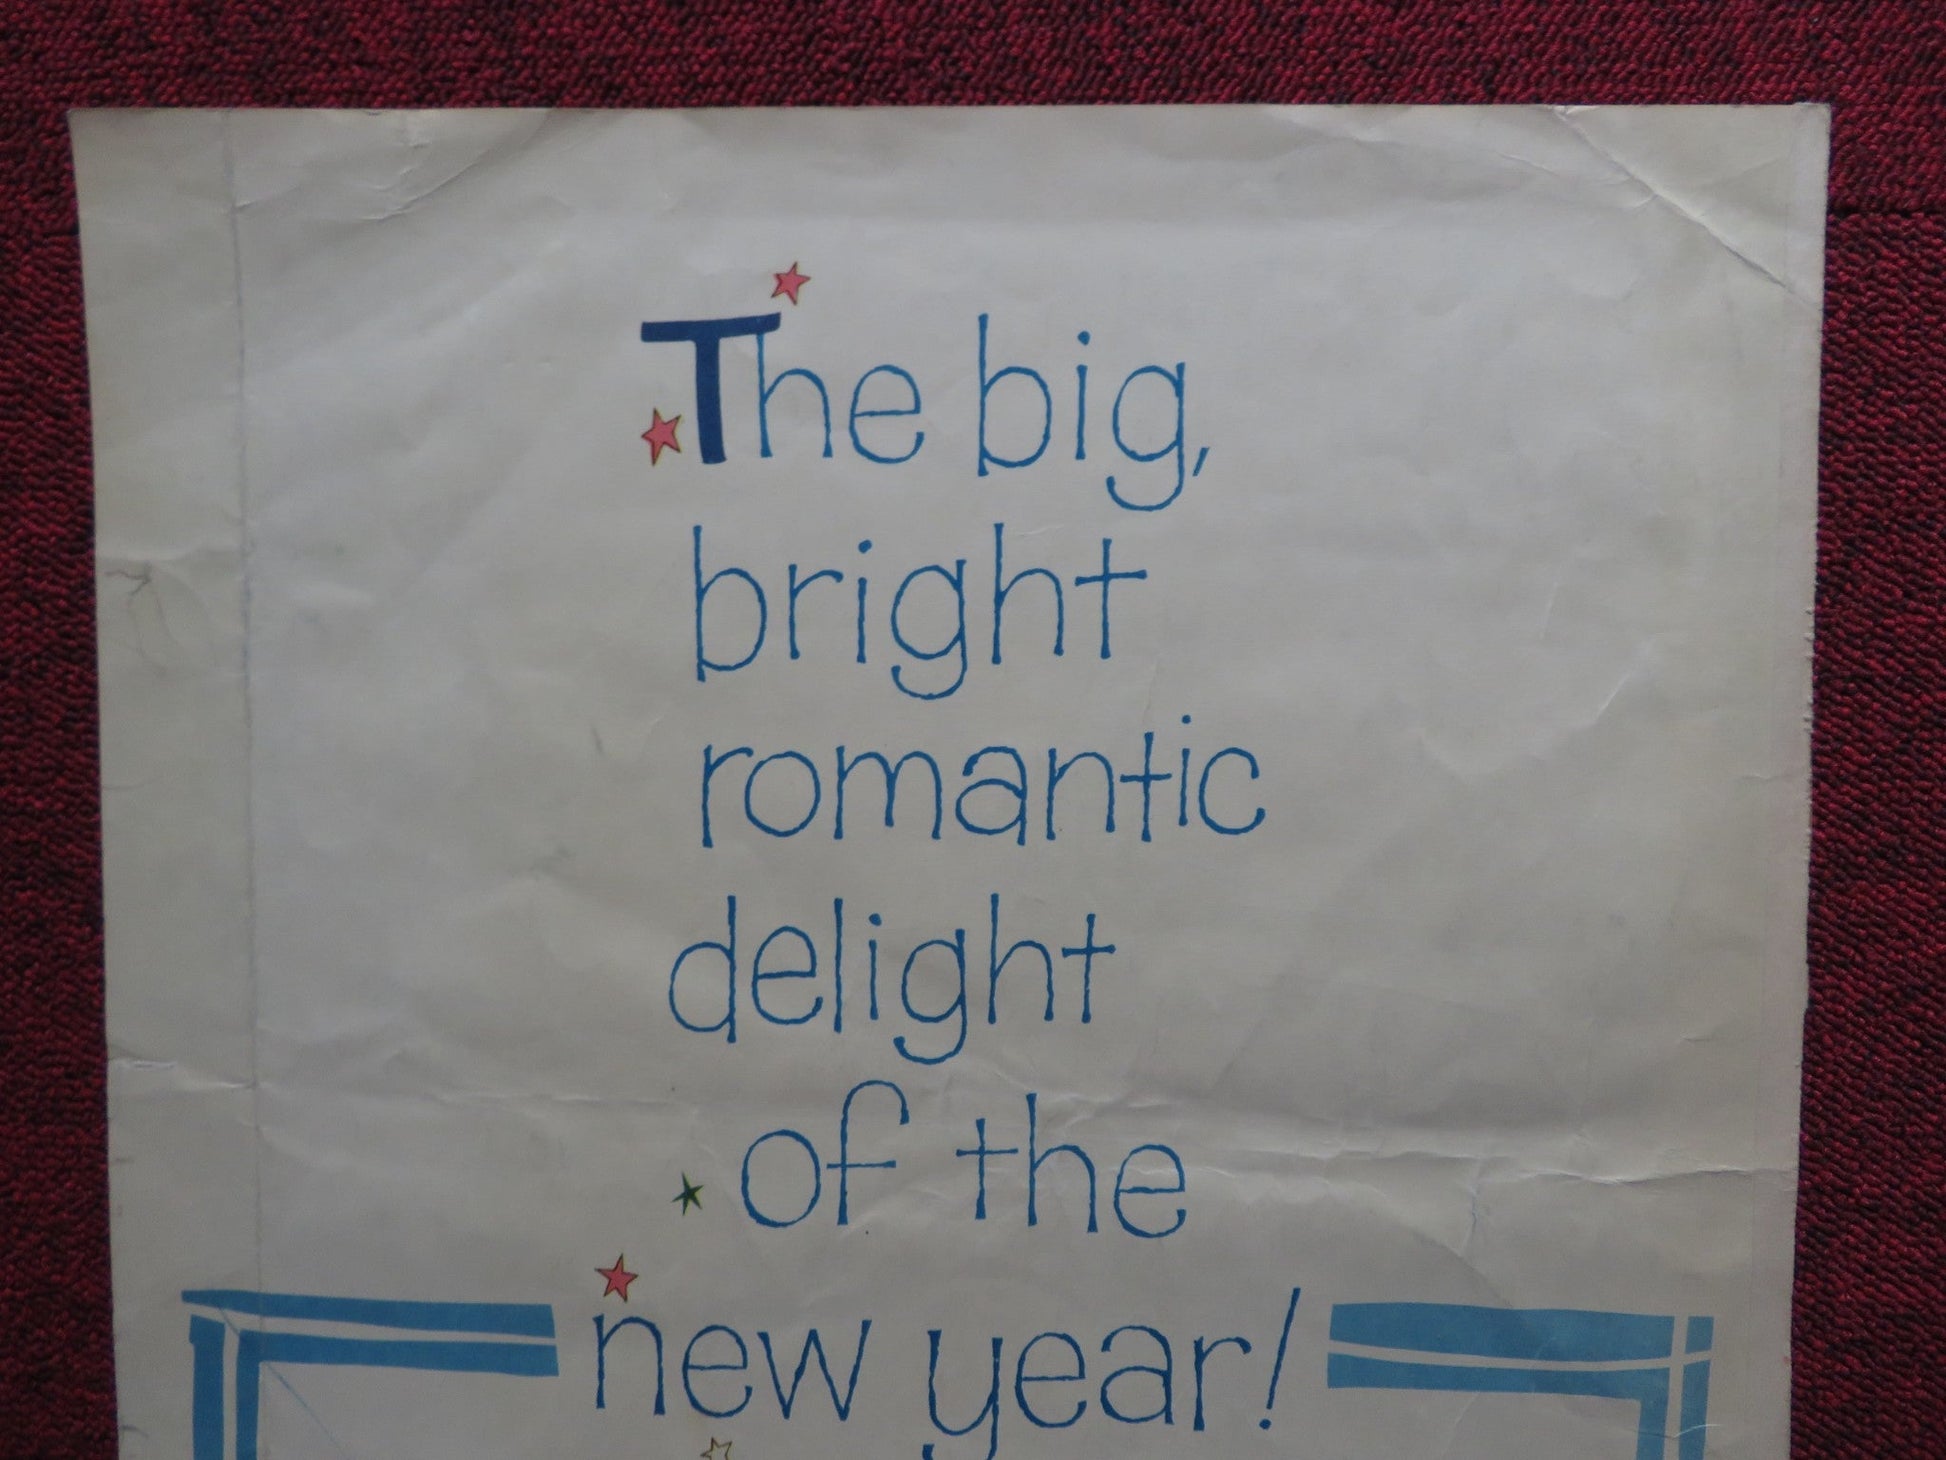 The big,
bright
romantic
delight
of the
new year!